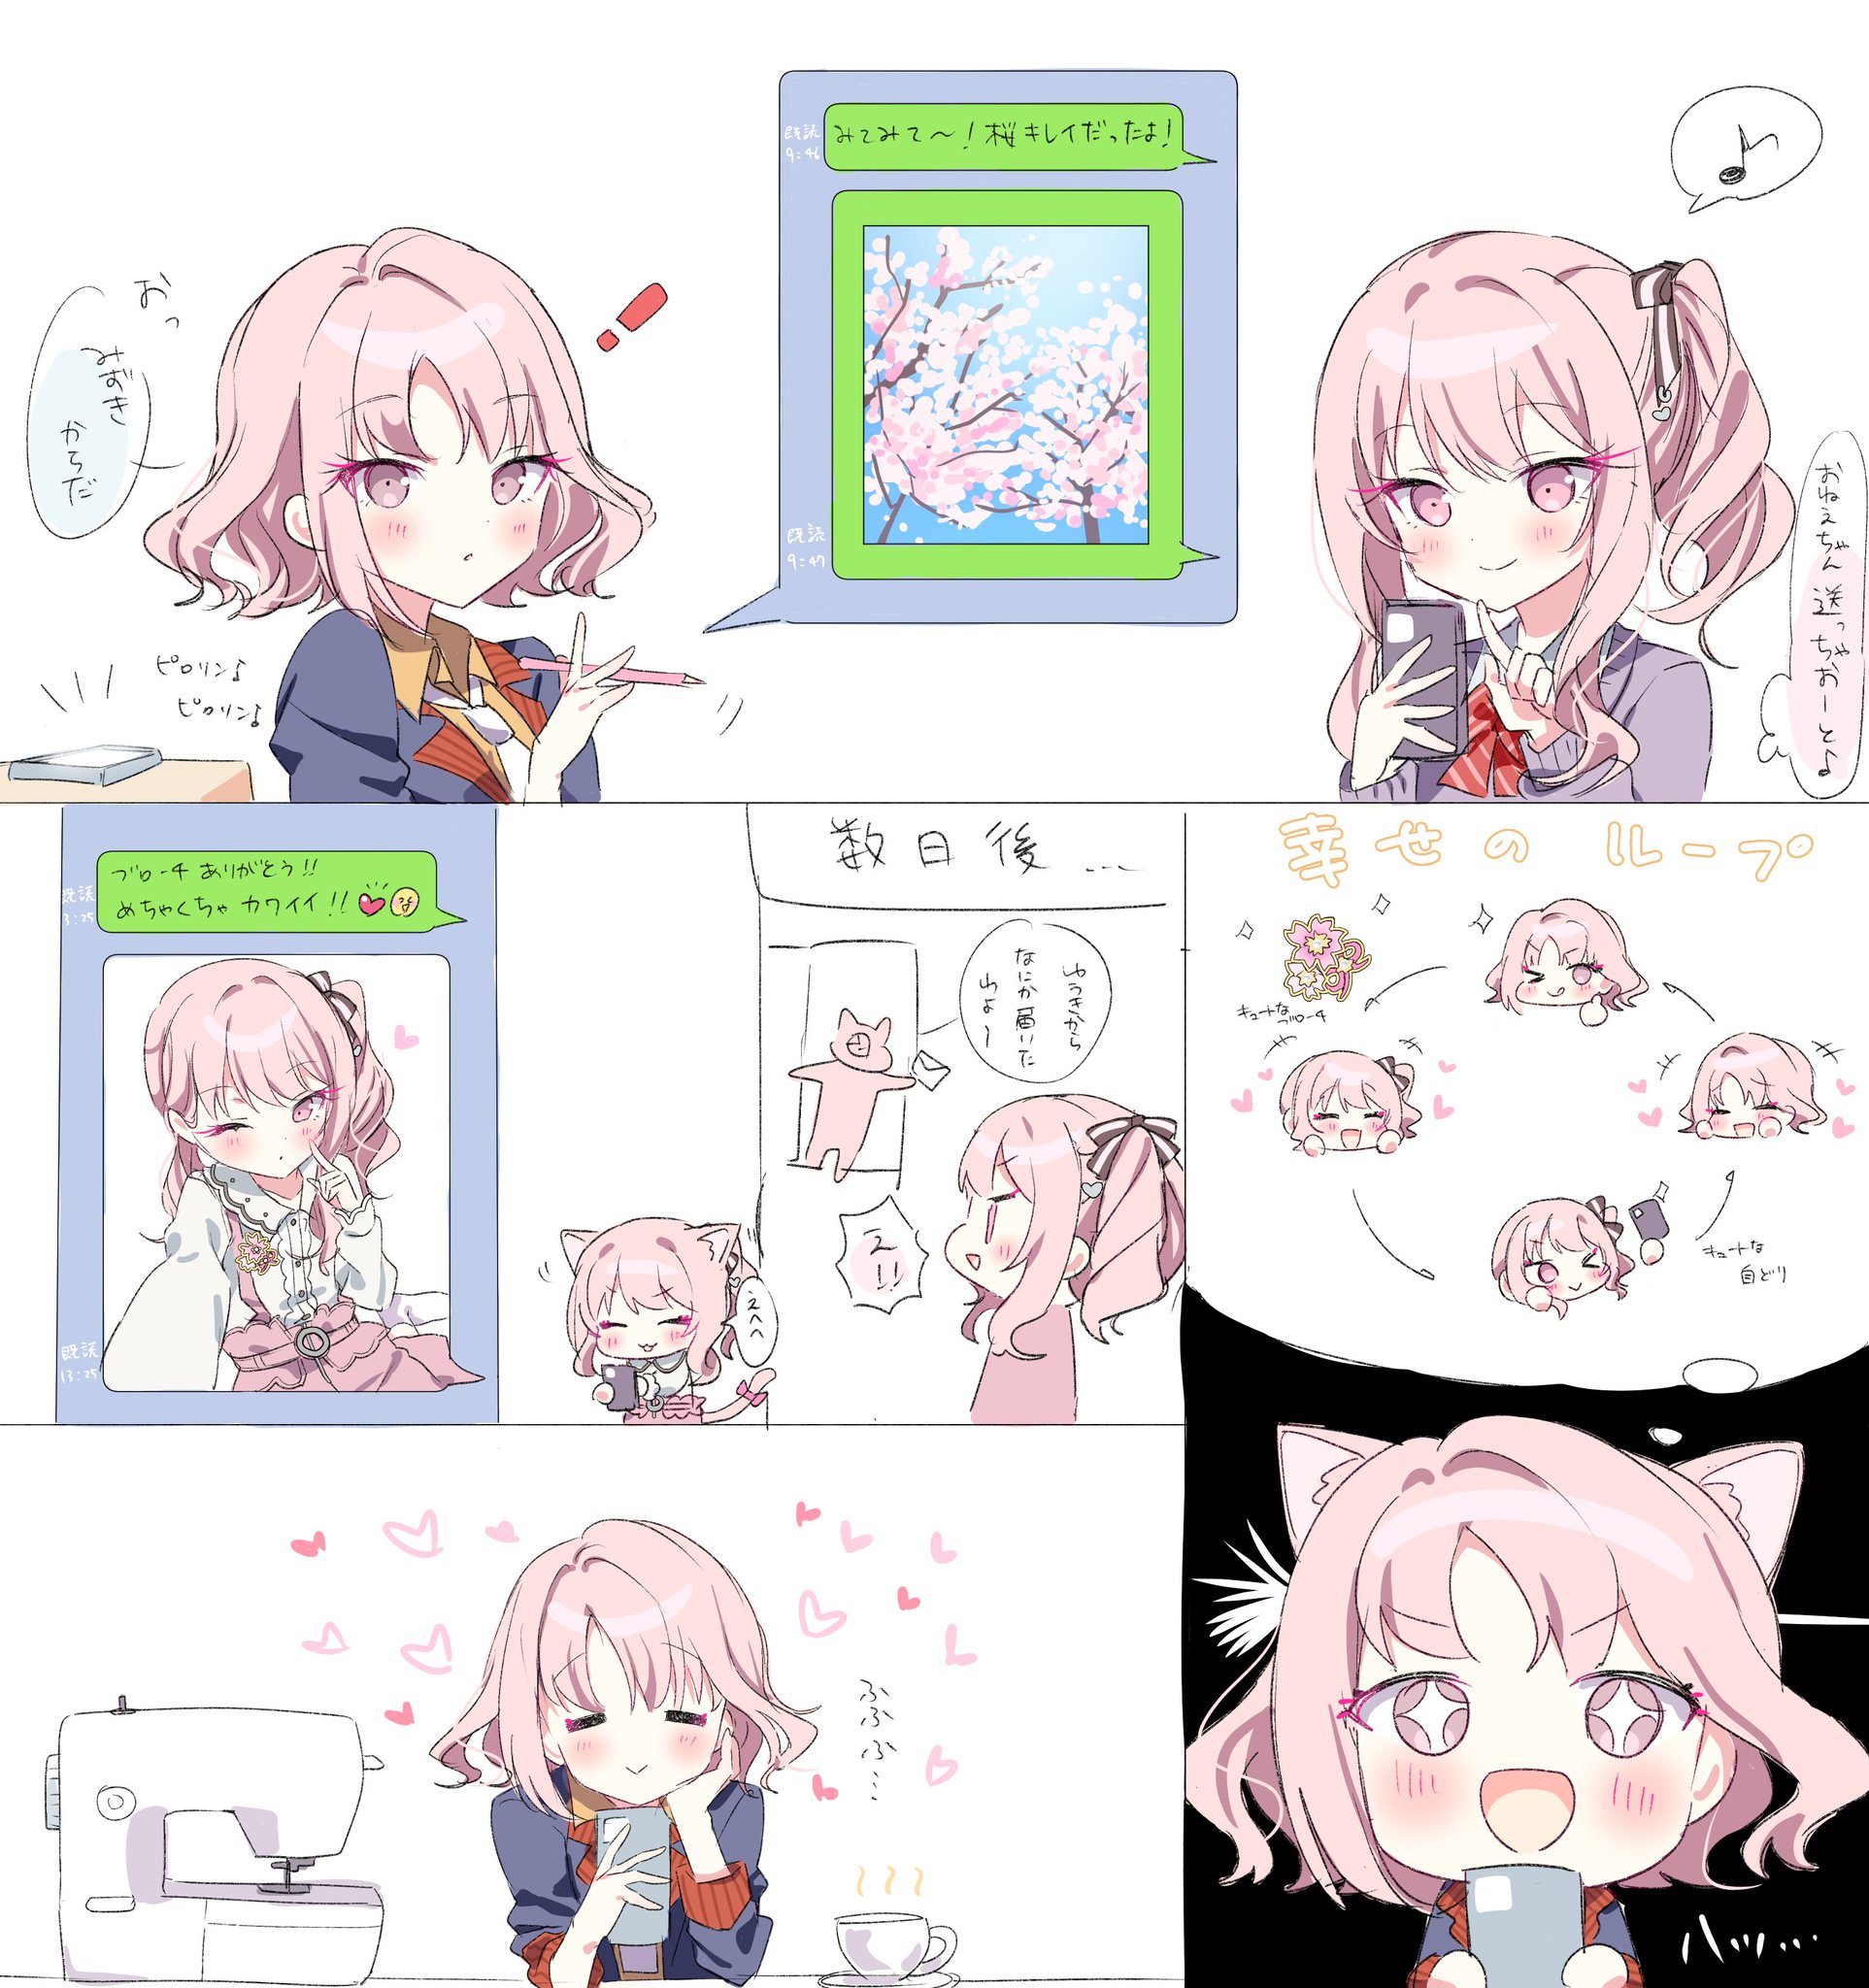 おねえちゃん送っちゃおーと♪
みてみて〜！桜キレイだったよ！
既読
9:46
既読
9:47
おっ
みずき
からだ
ピロリン♪
ピロリン♪
数日後…
ゆうきから
なにか届いた
わよ〜
え!!
ブローチありがとう!!
めちゃくちゃカワイイ!!
既読
13:25
既読
13:25
えへへ
ふふふ…
幸せのループ
キュートな
ブローチ
キュートな
自どり
ハッ…